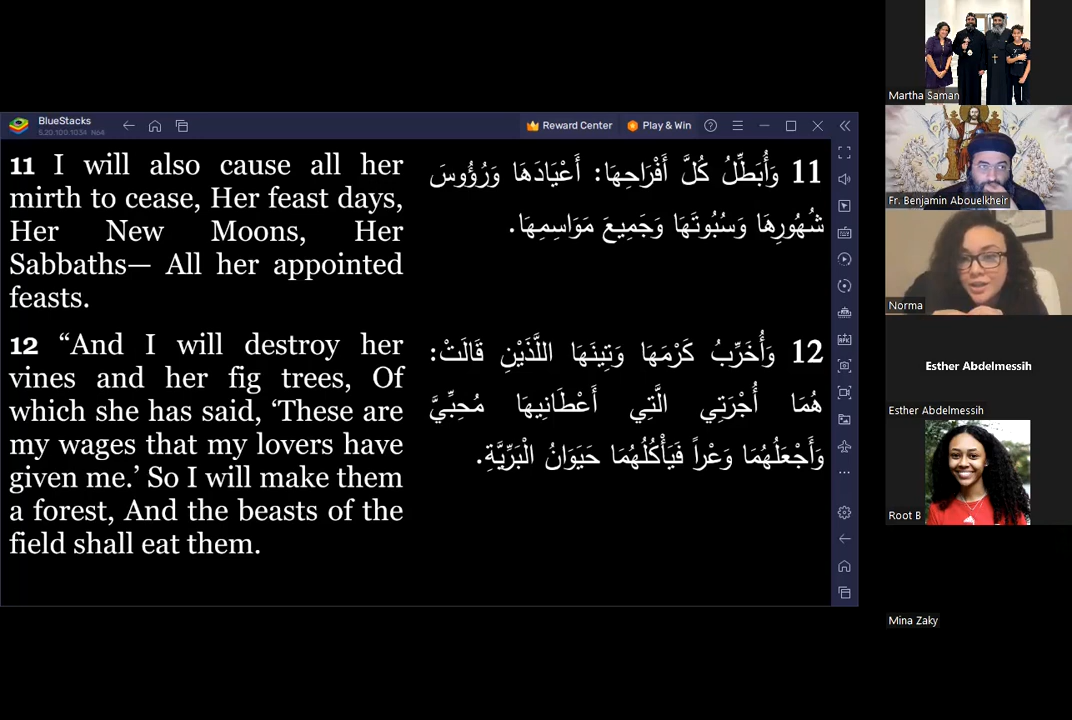 BlueStacks
5.20.100.1034 N64
Reward Center
Play & Win
11 I will also cause all her
mirth to cease, Her feast days,
Her New Moons, Her
Sabbaths— All her appointed
feasts.
12 “And I will destroy her
vines and her fig trees, Of
which she has said, ‘These are
my wages that my lovers have
given me.’ So I will make them
a forest, And the beasts of the
field shall eat them.
11 وَأُبَطِّلُ كُلَّ أَفْرَاحِهَا: أَعْيَادَهَا وَرُؤُوسَ
شُهُورِهَا وَسُبُوتَهَا وَجَمِيعَ مَوَاسِمِهَا.
12 وَأُخَرِّبُ كَرْمَهَا وَتِينَهَا اللَّذَيْنِ قَالَتْ:
هُمَا أُجْرَتِي الَّتِي أَعْطَانِيهَا مُحِبِّيَّ
وَأَجْعَلُهُمَا وَعْراً فَيَأْكُلُهُمَا حَيَوَانُ الْبَرِّيَّةِ.
Martha Saman
Fr. Benjamin Abouelkheir
Norma
Esther Abdelmessih
Esther Abdelmessih
Root B
Mina Zaky